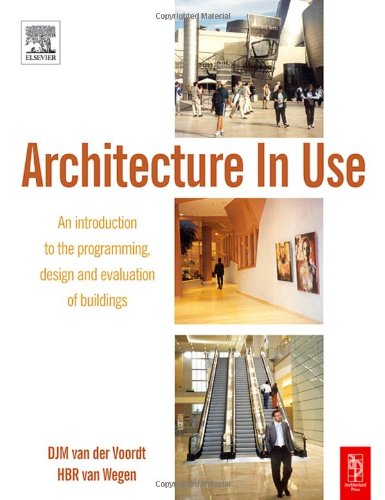 ELSEVIER
Architecture In Use
An introduction
to the programming,
design and evaluation
of buildings
DJM van der Voordt
HBR van Wegen
Architectural
Press